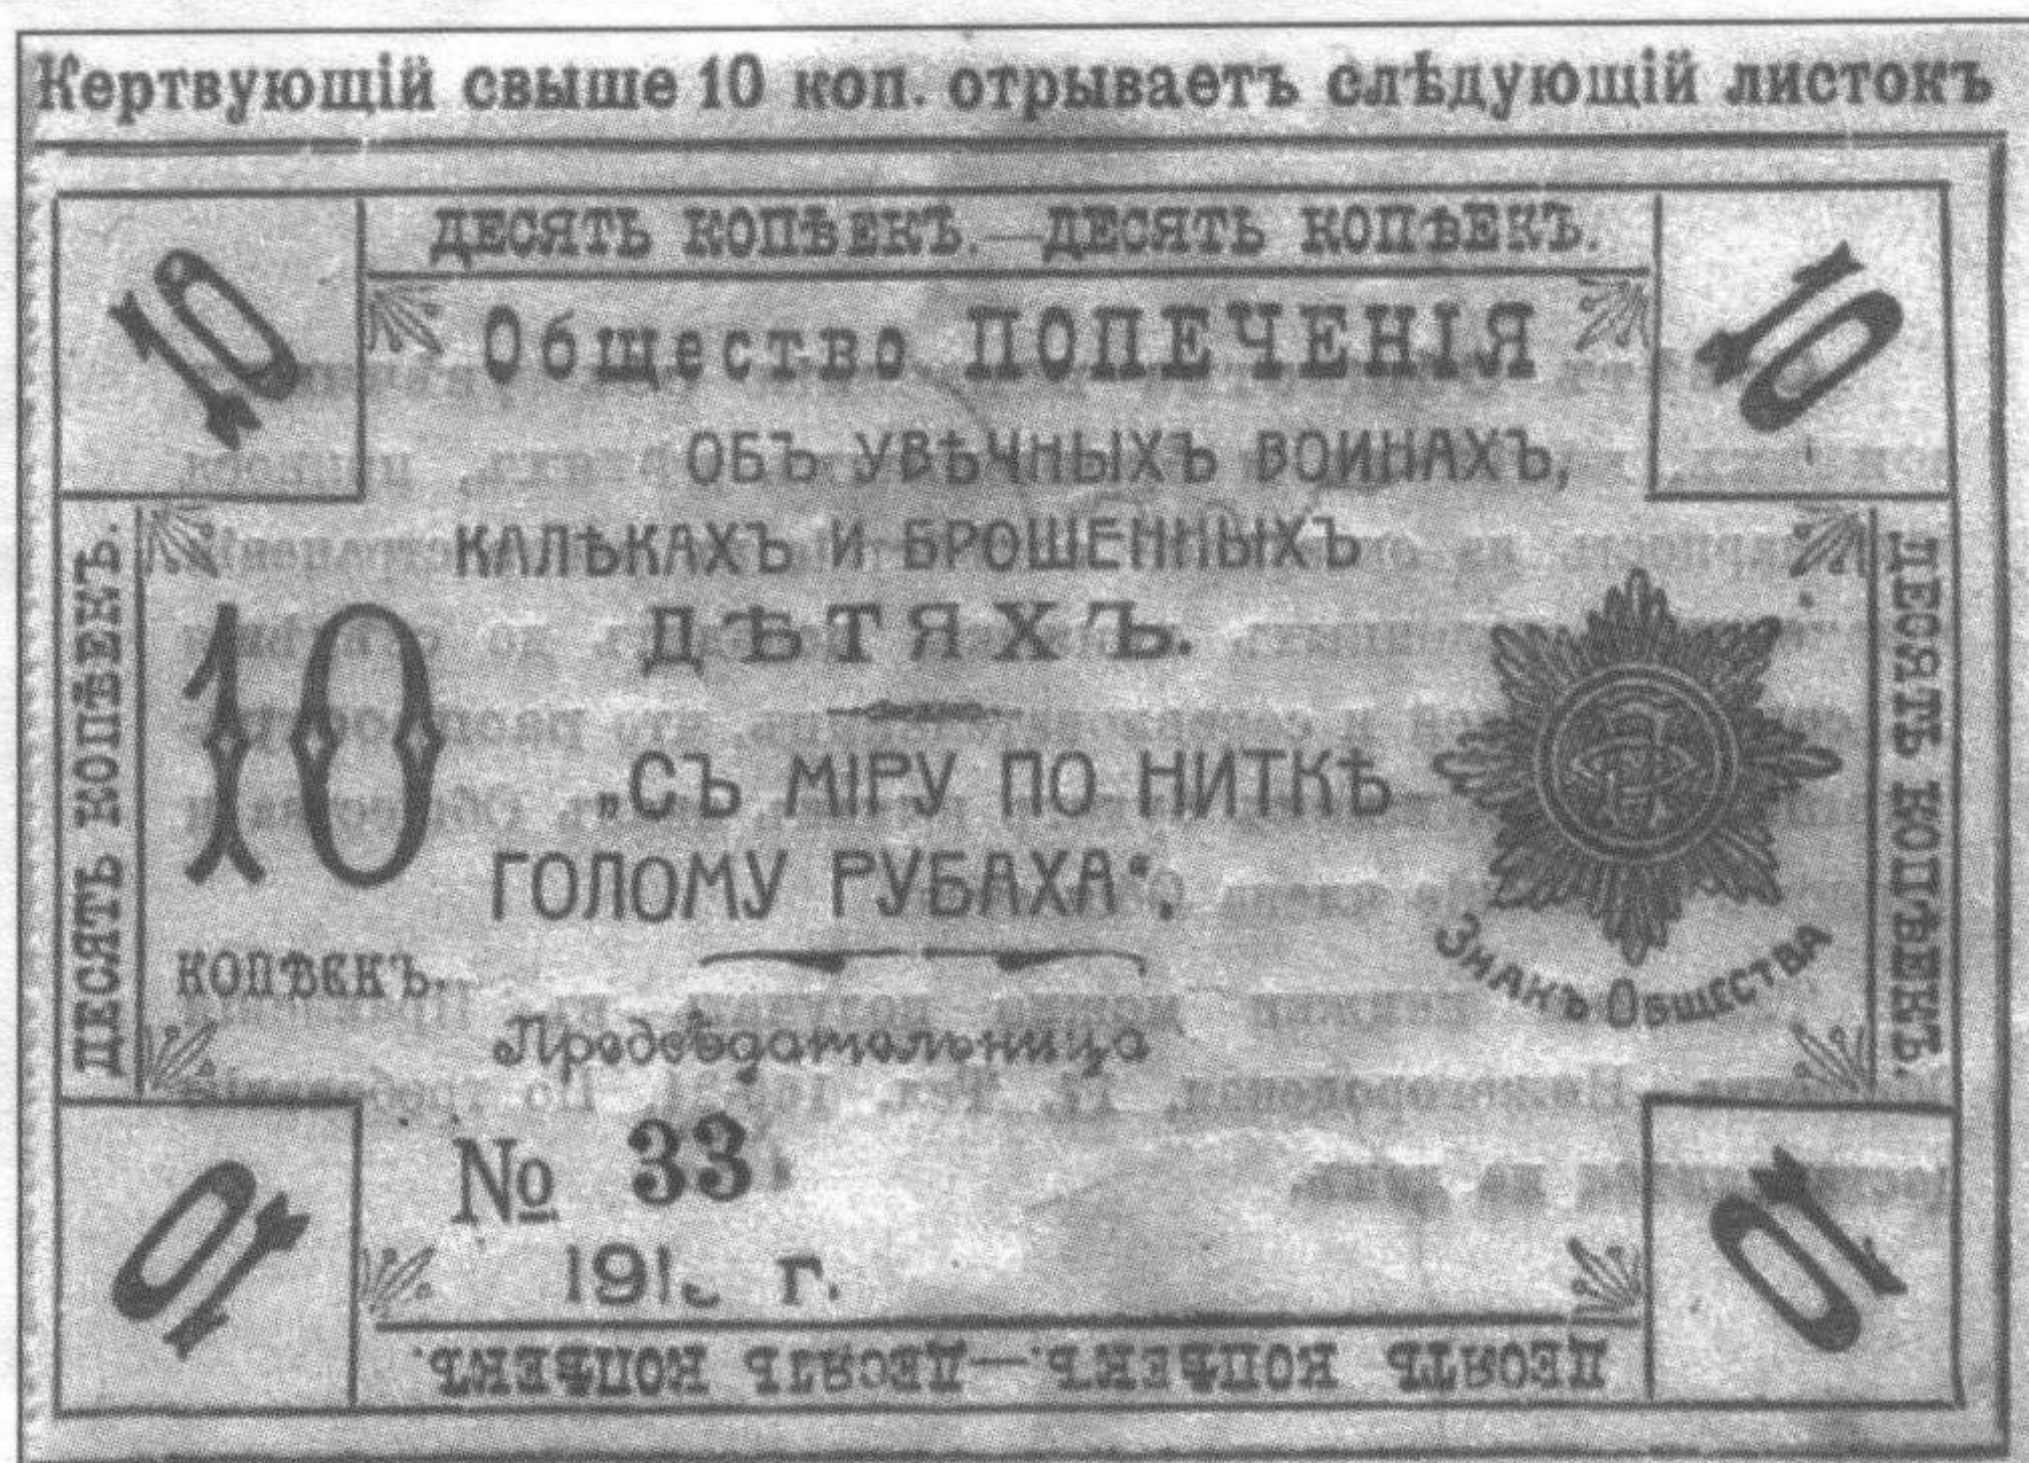 Жертвующій свыше 10 коп. отрываетъ слѣдующій листокъ
10
ДЕСЯТЬ КОПѢЕКЪ.—ДЕСЯТЬ КОПѢЕКЪ.
10
Общество ПОПЕЧЕНІЯ
ОБЪ УВѢЧНЫХЪ ВОИНАХЪ,
КАЛѢКАХЪ И БРОШЕННЫХЪ
ДѢТЯХЪ.
ДЕСЯТЬ КОПѢЕКЪ.
10
КОПѢЕКЪ.
„СЪ МІРУ ПО НИТКѢ
ГОЛОМУ РУБАХА“.
ЗНАКЪ ОБЩЕСТВА
ДЕСЯТЬ КОПѢЕКЪ.
Предсѣдательница
№ 33
г.
10
ДЕСЯТЬ КОПѢЕКЪ.—ДЕСЯТЬ КОПѢЕКЪ.
10